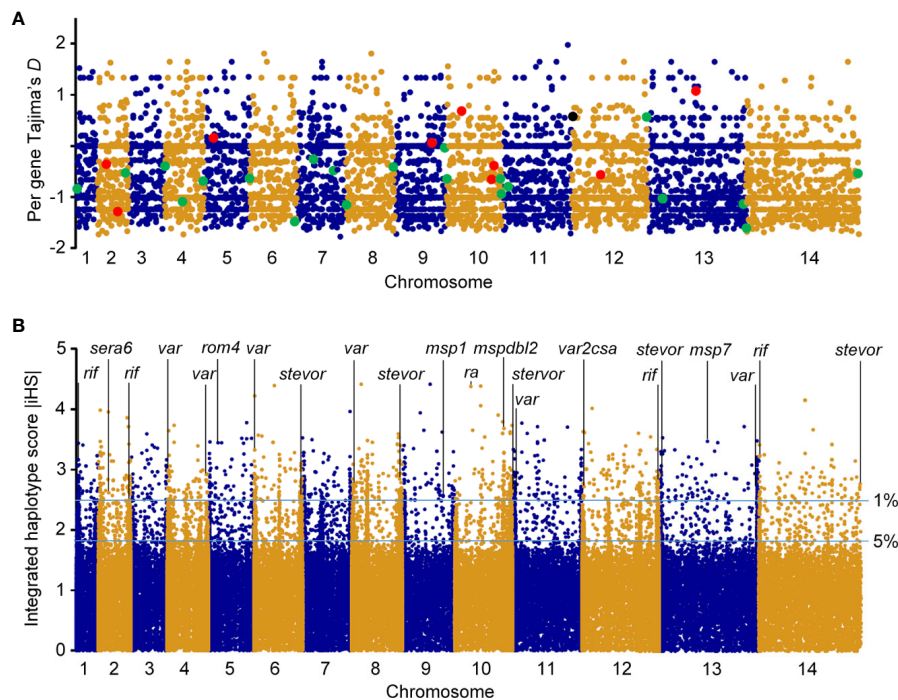 A
Per gene Tajima's D
2
1
-1
-2
1 2 3 4 5 6 7 8 9 10 11 12 13 14
Chromosome
B
Integrated haplotype score |iHS|
5
4
3
2
1
0
sera6 var rom4 var var msp1 mspdbl2 var2csa stevor msp7 rif stevor
rif rif var stevor stevor ra stervor rif var
var
1%
5%
1 2 3 4 5 6 7 8 9 10 11 12 13 14
Chromosome